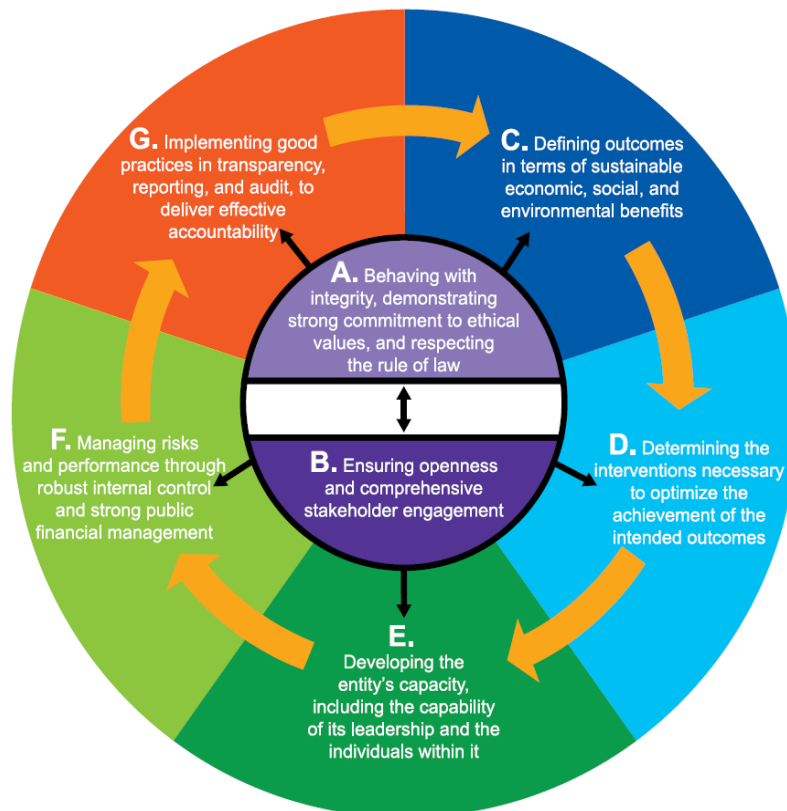 G. Implementing good
practices in transparency,
reporting, and audit, to
deliver effective
accountability
C. Defining outcomes
in terms of sustainable
economic, social, and
environmental benefits
A. Behaving with
integrity, demonstrating
strong commitment to ethical
values, and respecting
the rule of law
B. Ensuring openness
and comprehensive
stakeholder engagement
F. Managing risks
and performance through
robust internal control
and strong public
financial management
D. Determining the
interventions necessary
to optimize the
achievement of the
intended outcomes
E.
Developing the
entity's capacity,
including the capability
of its leadership and the
individuals within it